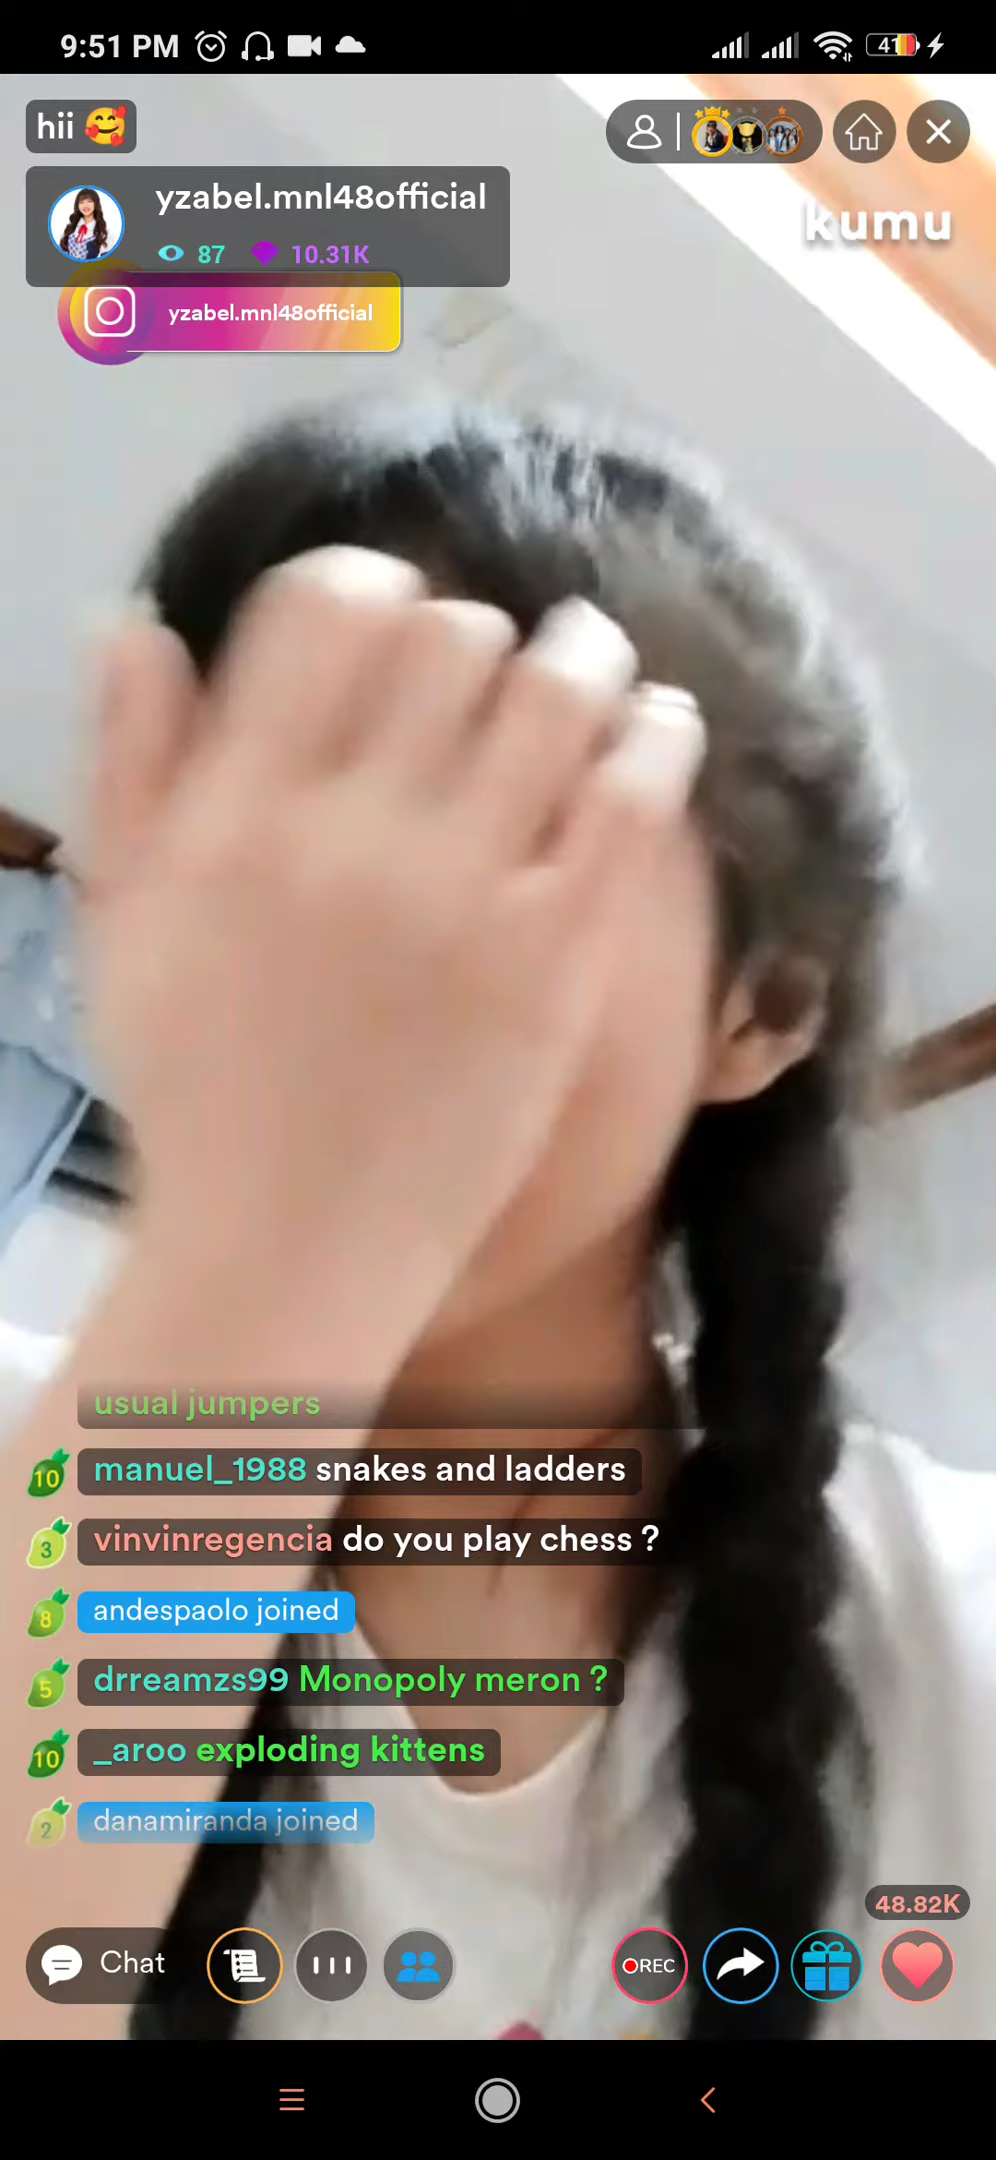 9:51 PM
41
hii 🥰
yzabel.mnl48official
87 10.31K
kumu
yzabel.mnl48official
usual jumpers
10 manuel_1988 snakes and ladders
3 vinvinregencia do you play chess ?
8 andespaolo joined
5 drreamzs99 Monopoly meron ?
10 _aroo exploding kittens
2 danamiranda joined
48.82K
Chat
REC